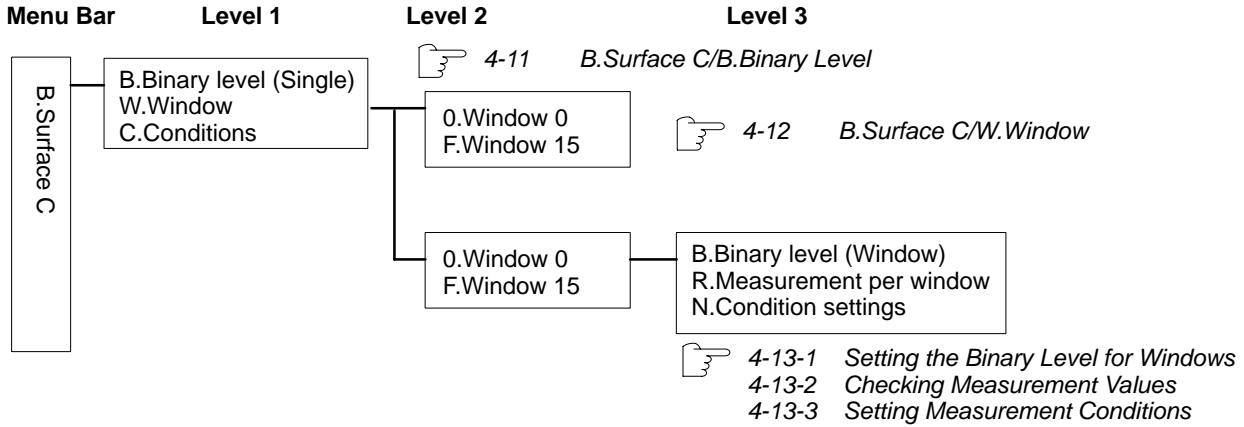 Menu Bar Level 1 Level 2 Level 3
B.Surface C
B.Binary level (Single)
W.Window
C.Conditions
4-11 B.Surface C/B.Binary Level
0.Window 0
F.Window 15
4-12 B.Surface C/W.Window
0.Window 0
F.Window 15
B.Binary level (Window)
R.Measurement per window
N.Condition settings
4-13-1 Setting the Binary Level for Windows
4-13-2 Checking Measurement Values
4-13-3 Setting Measurement Conditions